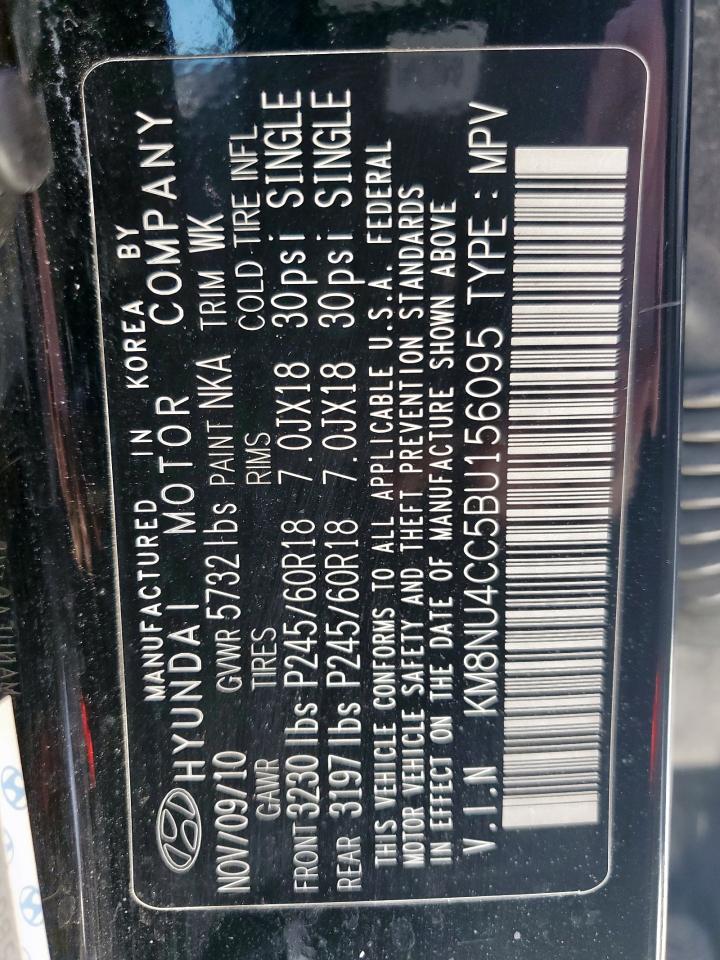 MANUFACTURED IN KOREA BY
HYUNDAI MOTOR COMPANY
NOV/09/10 GVWR 5732 lbs PAINT NKA TRIM WK
GAWR TIRES RIMS COLD TIRE INFL
FRONT 3230 lbs P245/60R18 7.0JX18 30psi SINGLE
REAR 3197 lbs P245/60R18 7.0JX18 30psi SINGLE
THIS VEHICLE CONFORMS TO ALL APPLICABLE U.S.A. FEDERAL
MOTOR VEHICLE SAFETY AND THEFT PREVENTION STANDARDS
IN EFFECT ON THE DATE OF MANUFACTURE SHOWN ABOVE
V.I.N KM8NU4CC5BU156095 TYPE : MPV